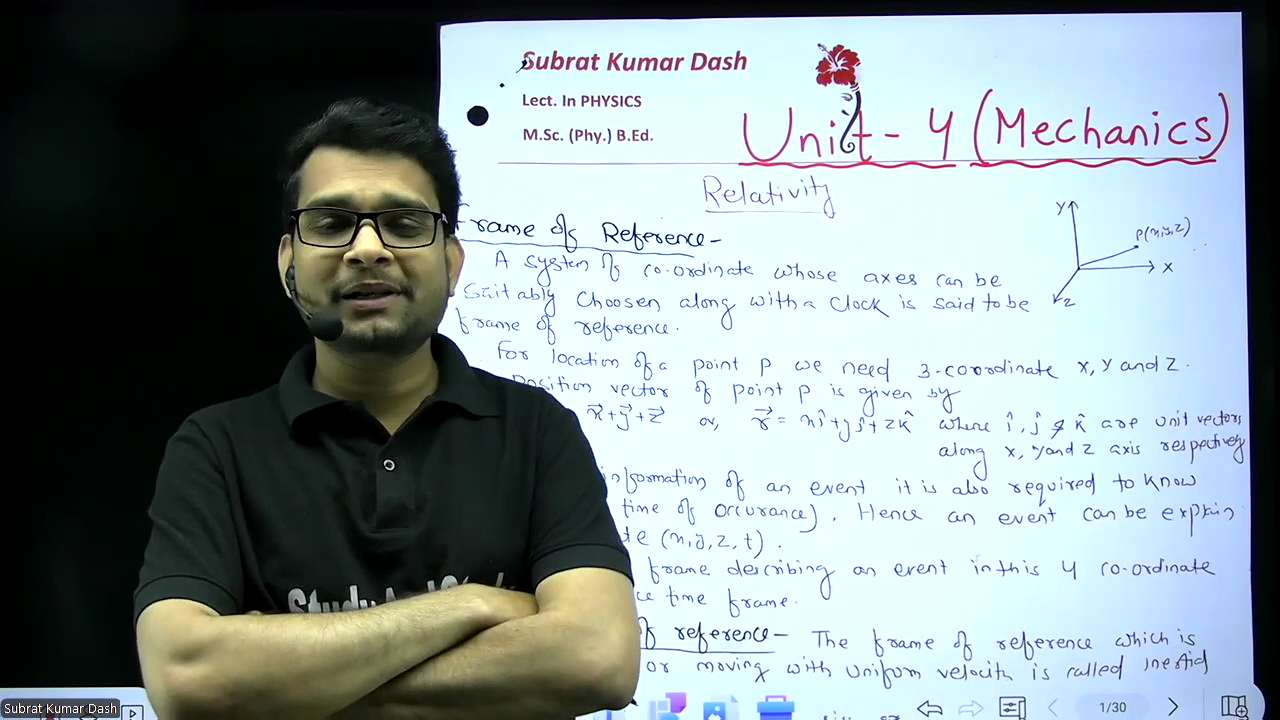 Subrat Kumar Dash
Lect. In PHYSICS
M.Sc. (Phy.) B.Ed.
Unit - 4 (Mechanics)
Relativity
Frame of Reference-
A system of co-ordinate whose axes can be
Suitably Choosen along with a Clock is said to be
frame of reference.
Y
P(x,y,z)
X
Z
For location of a point P we need 3-coordinate X, Y and Z.
Position vector of point P is given by
x⃗+y⃗+z⃗ or, r⃗ = xî+yĵ+zk̂ where î, ĵ & k̂ are unit vectors
along x, y and z axis respectively
information of an event it is also required to know
time of occurance). Hence an event can be explain
(x,y,z,t).
frame describing an event in this 4 co-ordinate
time frame.
of reference- The frame of reference which is
or moving with uniform velocity is called inertial
Subrat Kumar Dash
1/30